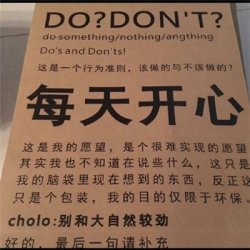 DO?DON'T?
do something/nothing/angthing
Do's and Don'ts!
这是一个行为准则，该做的与不该做的?
每天开心
这是我的愿望，是个很难实现的愿望
其实我也不知道在说些什么，这只是
我的脑袋里现在想到的东西，反正这
只是个包装，我的目的仅限于环保。
cholo:别和大自然较劲
好的，最后一句请补充